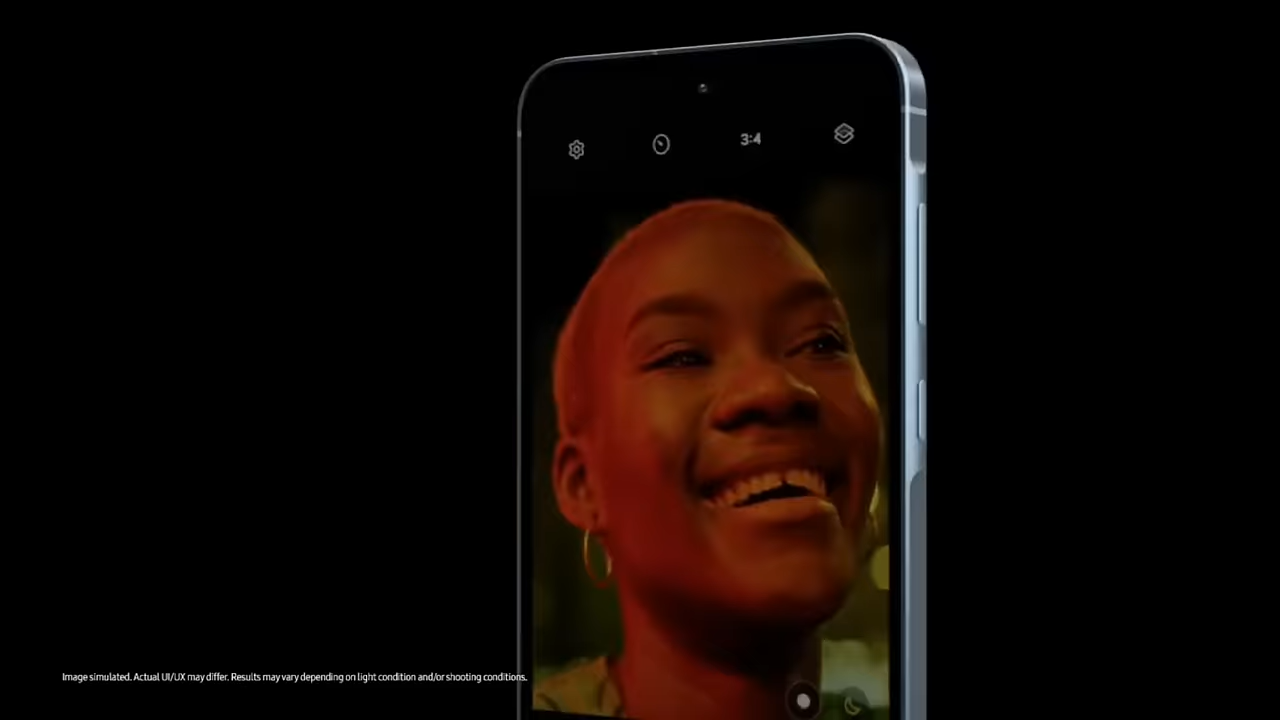 3:4
Image simulated. Actual UI/UX may differ. Results may vary depending on light condition and/or shooting conditions.